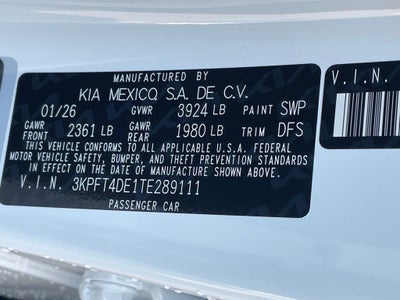 MANUFACTURED BY
KIA MEXICO, S.A. DE C.V.
01/26 GVWR 3924 LB PAINT SWP
GAWR FRONT 2361 LB GAWR REAR 1980 LB TRIM DFS
THIS VEHICLE CONFORMS TO ALL APPLICABLE U.S.A. FEDERAL
MOTOR VEHICLE SAFETY, BUMPER, AND THEFT PREVENTION STANDARDS
IN EFFECT ON THE DATE OF MANUFACTURE SHOWN ABOVE.
V.I.N. 3KPFT4DE1TE289111
PASSENGER CAR
V.I.N.